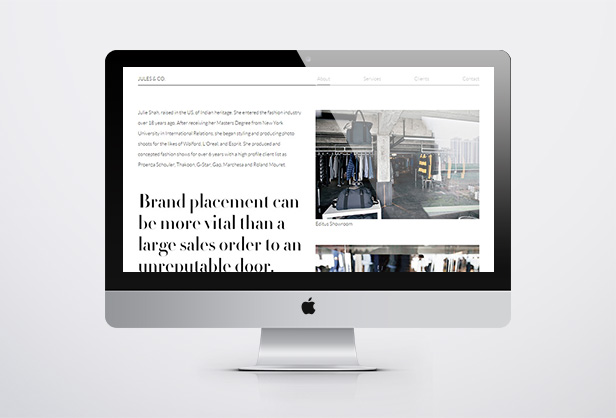 JULES & CO.
About
Services
Clients
Contact
Julie Shah, raised in the US, of Indian heritage. She entered the fashion industry
over 18 years ago. After receiving her Masters Degree from New York
University in International Relations, she began styling and producing photo
shoots for the likes of Wolford, L'Oreal, and Esprit. She produced and
concepted fashion shows for over 6 years with a high profile client list as
Proenza Schouler, Thakoon, G-Star, Gap, Marchesa and Roland Mouret.
Brand placement can
be more vital than a
large sales order to an
unreputable door.
Editus Showroom